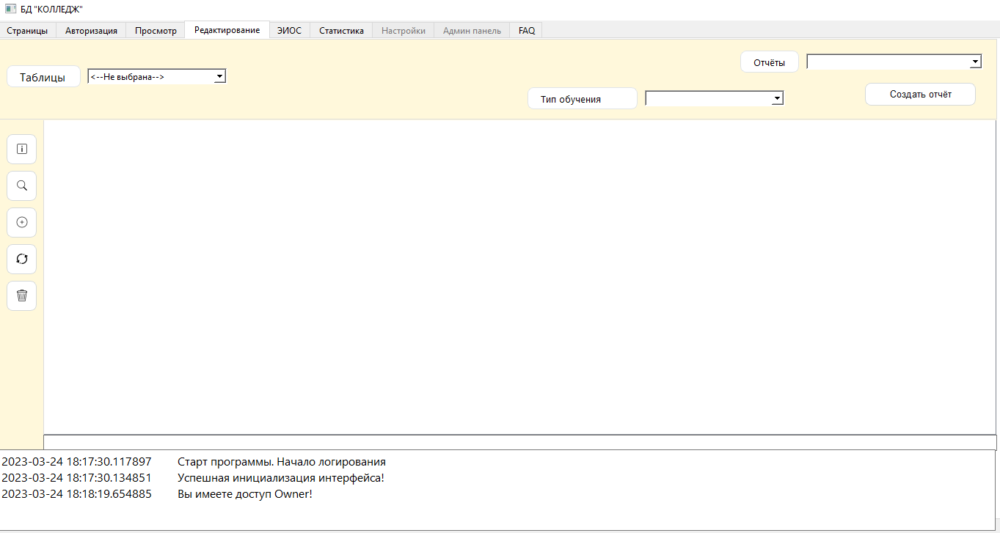 БД "КОЛЛЕДЖ"
Страницы Авторизация Просмотр Редактирование ЭИОС Статистика Настройки Админ панель FAQ
Отчёты
Таблицы <--Не выбрана-->
Тип обучения Создать отчёт
2023-03-24 18:17:30.117897 Старт программы. Начало логирования
2023-03-24 18:17:30.134851 Успешная инициализация интерфейса!
2023-03-24 18:18:19.654885 Вы имеете доступ Owner!